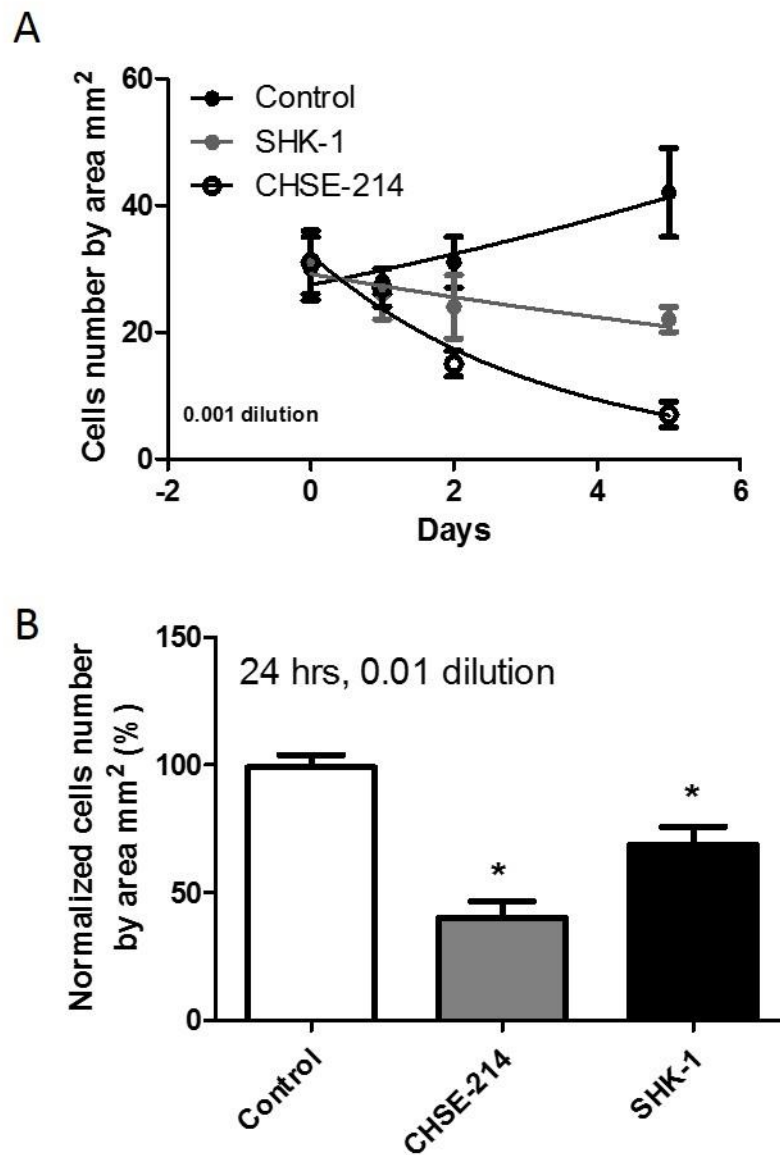 A
Cells number by area mm²
60
40
20
0
Control
SHK-1
CHSE-214
0.001 dilution
-2
0
2
4
6
Days
B
Normalized cells number
by area mm² (%)
150
100
50
0
24 hrs, 0.01 dilution
*
*
Control
CHSE-214
SHK-1